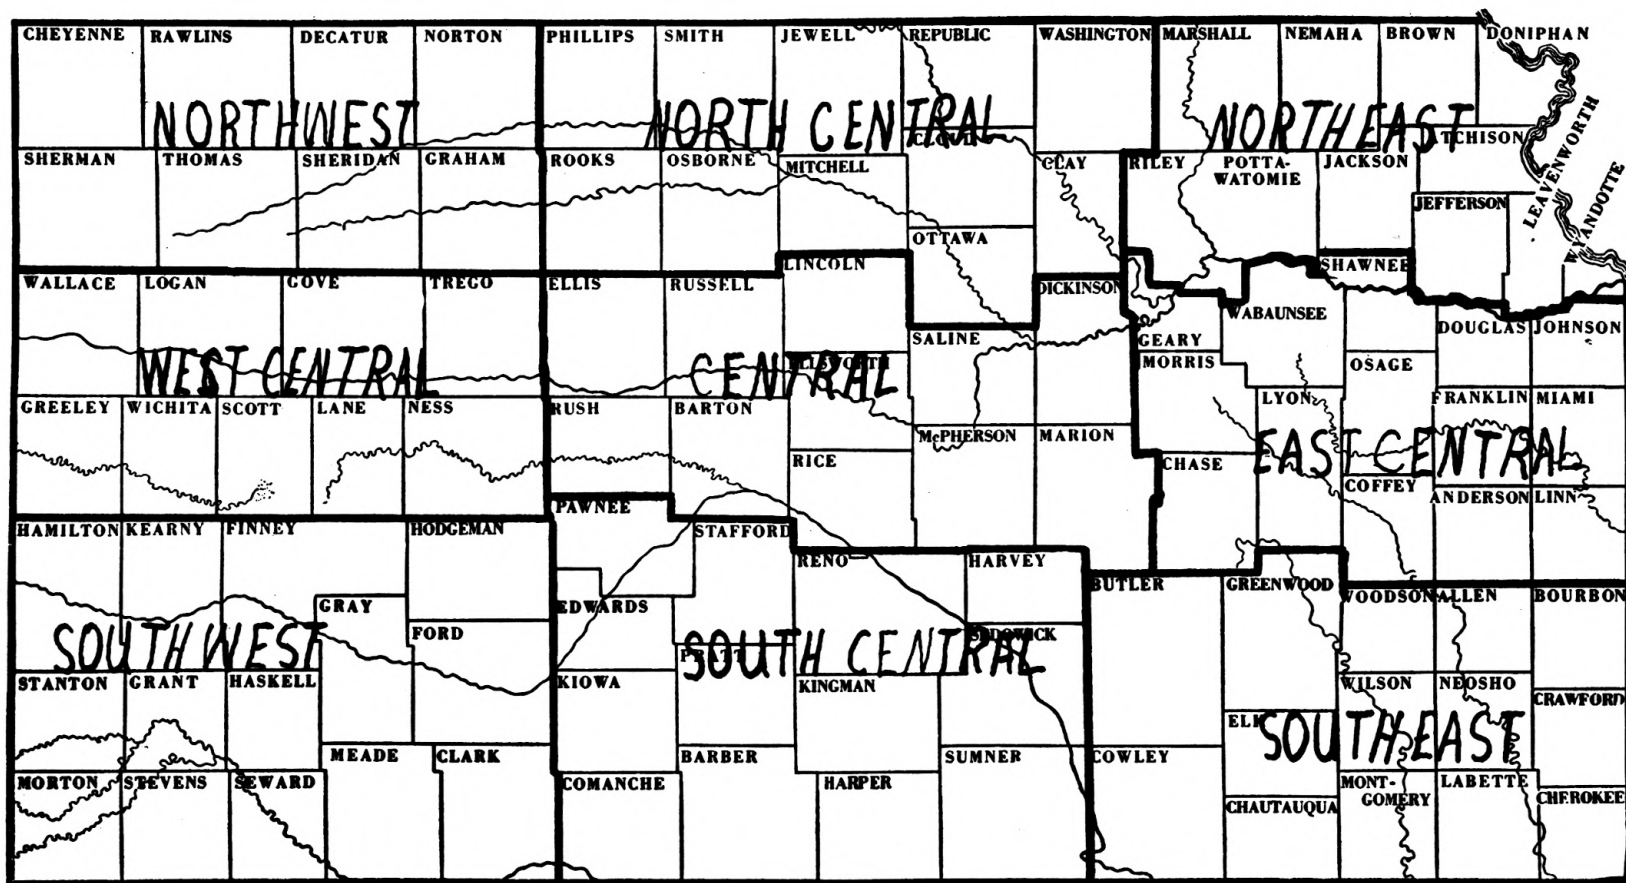 CHEYENNE RAWLINS DECATUR NORTON PHILLIPS SMITH JEWELL REPUBLIC WASHINGTON MARSHALL NEMAHA BROWN DONIPHAN
NORTHWEST NORTH CENTRAL NORTHEAST
CLOUD ATCHISON
LEAVENWORTH
WYANDOTTE
SHERMAN THOMAS SHERIDAN GRAHAM ROOKS OSBORNE MITCHELL CLAY RILEY POTTA-
WATOMIE JACKSON
JEFFERSON
OTTAWA
LINCOLN SHAWNEE
WALLACE LOGAN GOVE TREGO ELLIS RUSSELL DICKINSON
WABAUNSEE
DOUGLAS JOHNSON
SALINE GEARY
WEST CENTRAL CENTRAL
ELLSWORTH MORRIS OSAGE
GREELEY WICHITA SCOTT LANE NESS RUSH BARTON LYON FRANKLIN MIAMI
McPHERSON MARION
EAST CENTRAL
RICE CHASE
COFFEY
ANDERSON LINN
PAWNEE
HAMILTON KEARNY FINNEY HODGEMAN STAFFORD
RENO HARVEY
BUTLER GREENWOOD
WOODSON ALLEN BOURBON
GRAY EDWARDS
FORD SEDGWICK
SOUTHWEST SOUTH CENTRAL
PRATT
STANTON GRANT HASKELL KIOWA KINGMAN WILSON NEOSHO
CRAWFORD
ELK
SOUTHEAST
MEADE CLARK BARBER SUMNER COWLEY
MORTON STEVENS SEWARD COMANCHE HARPER MONT-
GOMERY LABETTE
CHAUTAUQUA CHEROKEE